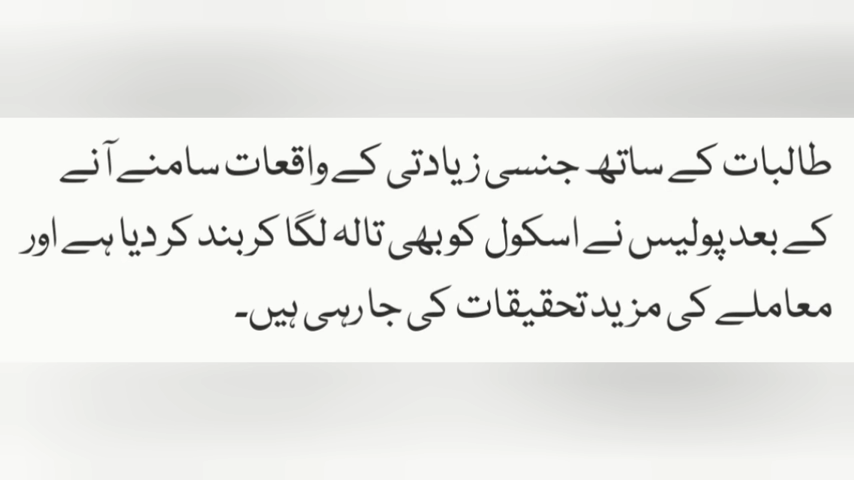 طالبات کے ساتھ جنسی زیادتی کے واقعات سامنے آنے
کے بعد پولیس نے اسکول کو بھی تالہ لگا کر بند کر دیا ہے اور
معاملے کی مزید تحقیقات کی جا رہی ہیں۔